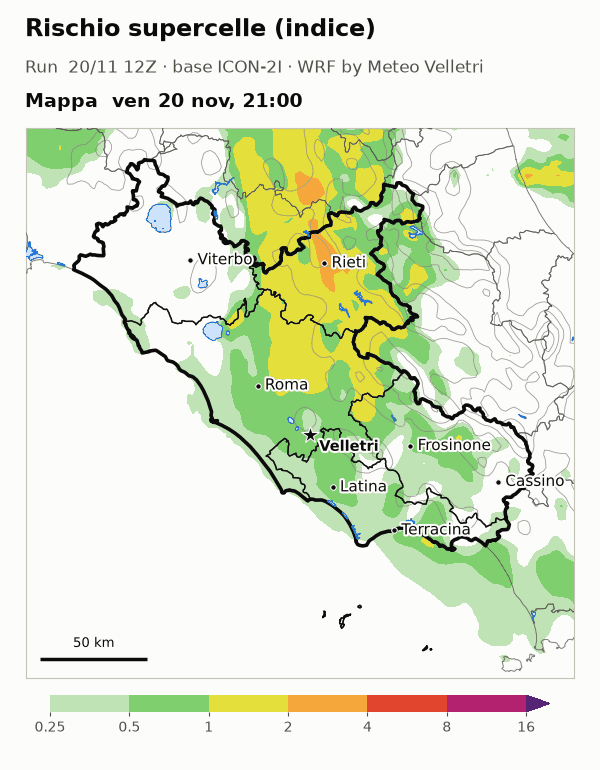 Rischio supercelle (indice)
Run  20/11 12Z · base ICON-2I · WRF by Meteo Velletri
Mappa  ven 20 nov, 21:00
Viterbo
Rieti
Roma
Velletri
Frosinone
Cassino
Latina
Terracina
50 km
0.25 0.5 1 2 4 8 16